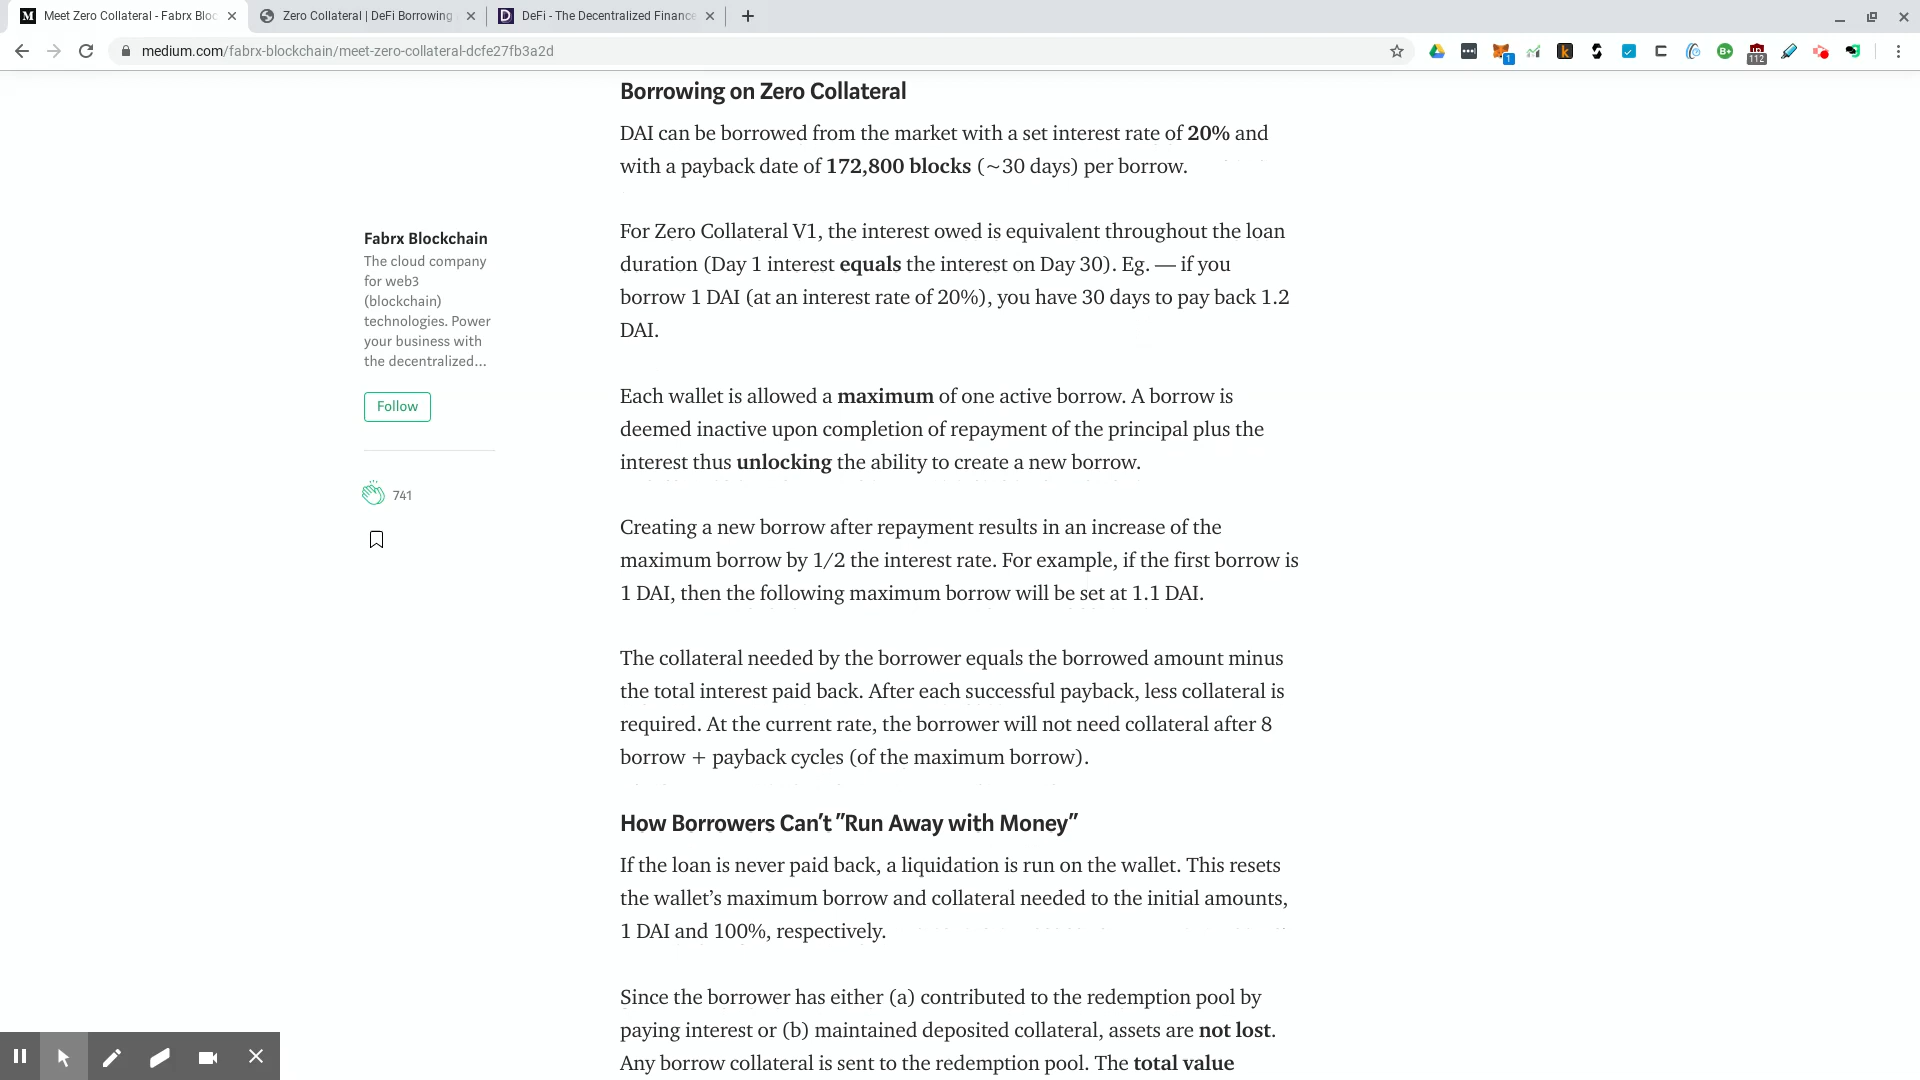 Meet Zero Collateral - Fabrx Bloc
Zero Collateral | DeFi Borrowing
DeFi - The Decentralized Finance
medium.com/fabrx-blockchain/meet-zero-collateral-dcfe27fb3a2d
1
k
B+
112
Borrowing on Zero Collateral
DAI can be borrowed from the market with a set interest rate of 20% and
with a payback date of 172,800 blocks (~30 days) per borrow.
For Zero Collateral V1, the interest owed is equivalent throughout the loan
duration (Day 1 interest equals the interest on Day 30). Eg. — if you
borrow 1 DAI (at an interest rate of 20%), you have 30 days to pay back 1.2
DAI.
Each wallet is allowed a maximum of one active borrow. A borrow is
deemed inactive upon completion of repayment of the principal plus the
interest thus unlocking the ability to create a new borrow.
Creating a new borrow after repayment results in an increase of the
maximum borrow by 1/2 the interest rate. For example, if the first borrow is
1 DAI, then the following maximum borrow will be set at 1.1 DAI.
The collateral needed by the borrower equals the borrowed amount minus
the total interest paid back. After each successful payback, less collateral is
required. At the current rate, the borrower will not need collateral after 8
borrow + payback cycles (of the maximum borrow).
How Borrowers Can't "Run Away with Money"
If the loan is never paid back, a liquidation is run on the wallet. This resets
the wallet's maximum borrow and collateral needed to the initial amounts,
1 DAI and 100%, respectively.
Since the borrower has either (a) contributed to the redemption pool by
paying interest or (b) maintained deposited collateral, assets are not lost.
Any borrow collateral is sent to the redemption pool. The total value
Fabrx Blockchain
The cloud company
for web3
(blockchain)
technologies. Power
your business with
the decentralized...
Follow
741